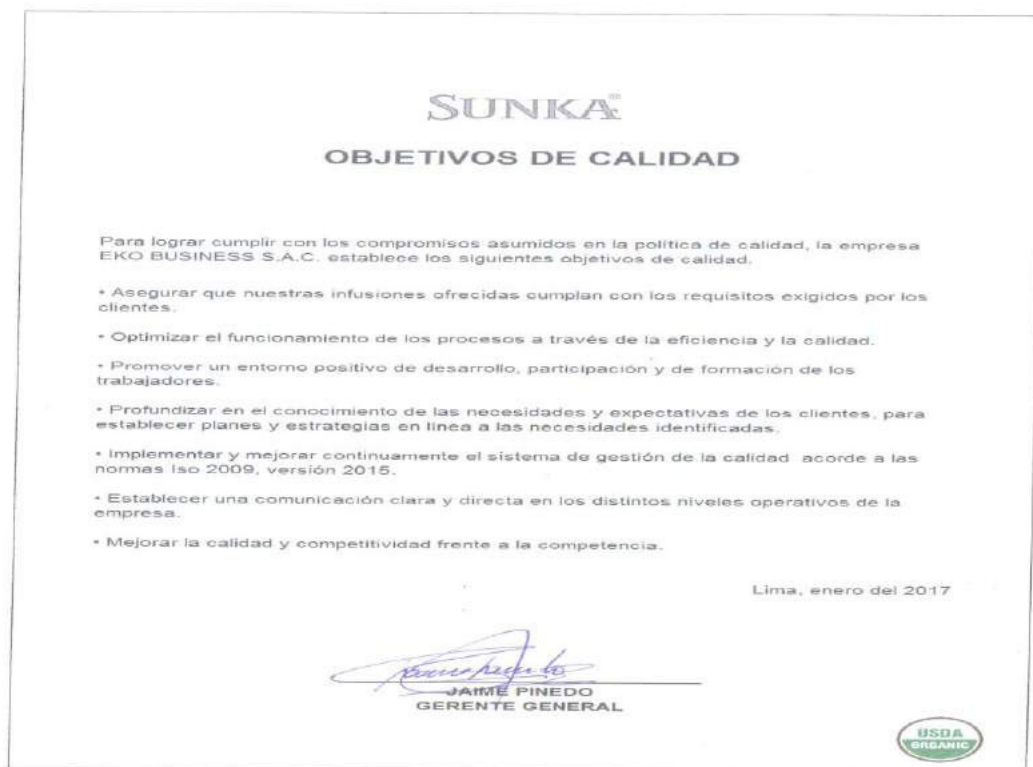 SUNKA
OBJETIVOS DE CALIDAD
Para lograr cumplir con los compromisos asumidos en la política de calidad, la empresa
EKO BUSINESS S.A.C. establece los siguientes objetivos de calidad.
• Asegurar que nuestras infusiones ofrecidas cumplan con los requisitos exigidos por los
clientes.
• Optimizar el funcionamiento de los procesos a través de la eficiencia y la calidad.
• Promover un entorno positivo de desarrollo, participación y de formación de los
trabajadores.
• Profundizar en el conocimiento de las necesidades y expectativas de los clientes, para
establecer planes y estrategias en línea a las necesidades identificadas.
• Implementar y mejorar continuamente el sistema de gestión de la calidad acorde a las
normas Iso 2009, versión 2015.
• Establecer una comunicación clara y directa en los distintos niveles operativos de la
empresa.
• Mejorar la calidad y competitividad frente a la competencia.
Lima, enero del 2017
JAIME PINEDO
GERENTE GENERAL
USDA
ORGANIC